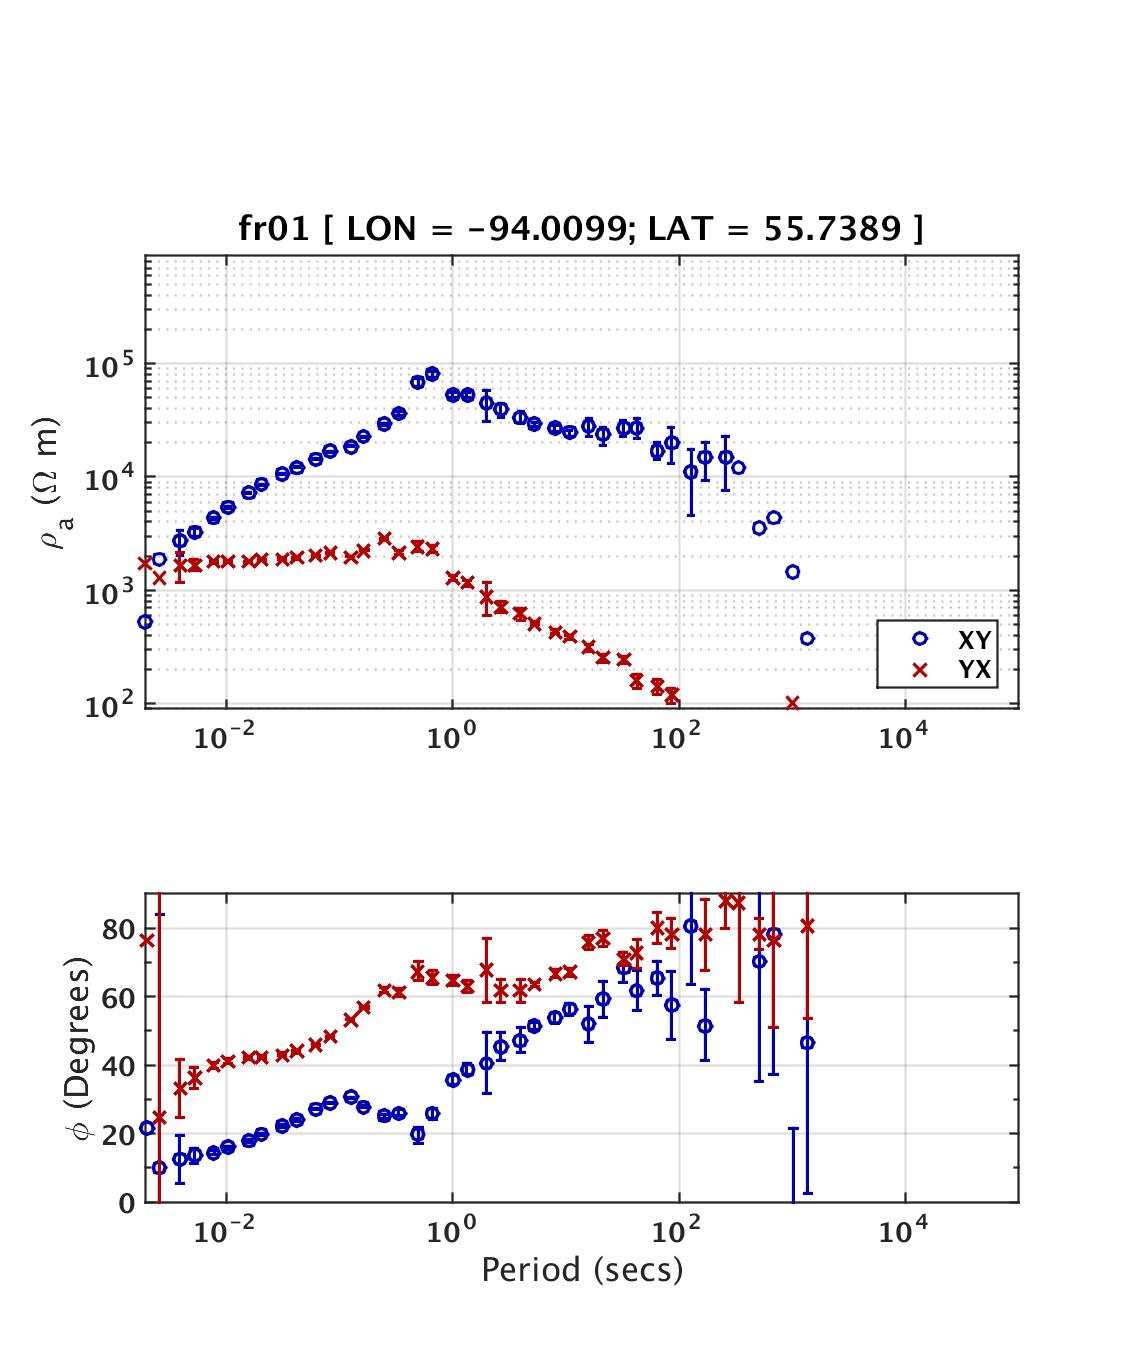 fr01 [ LON = -94.0099; LAT = 55.7389 ]
ρa (Ω m)
10^5
10^4
10^3
10^2
XY
YX
10^-2 10^0 10^2 10^4
ϕ (Degrees)
80
60
40
20
0
10^-2 10^0 10^2 10^4
Period (secs)